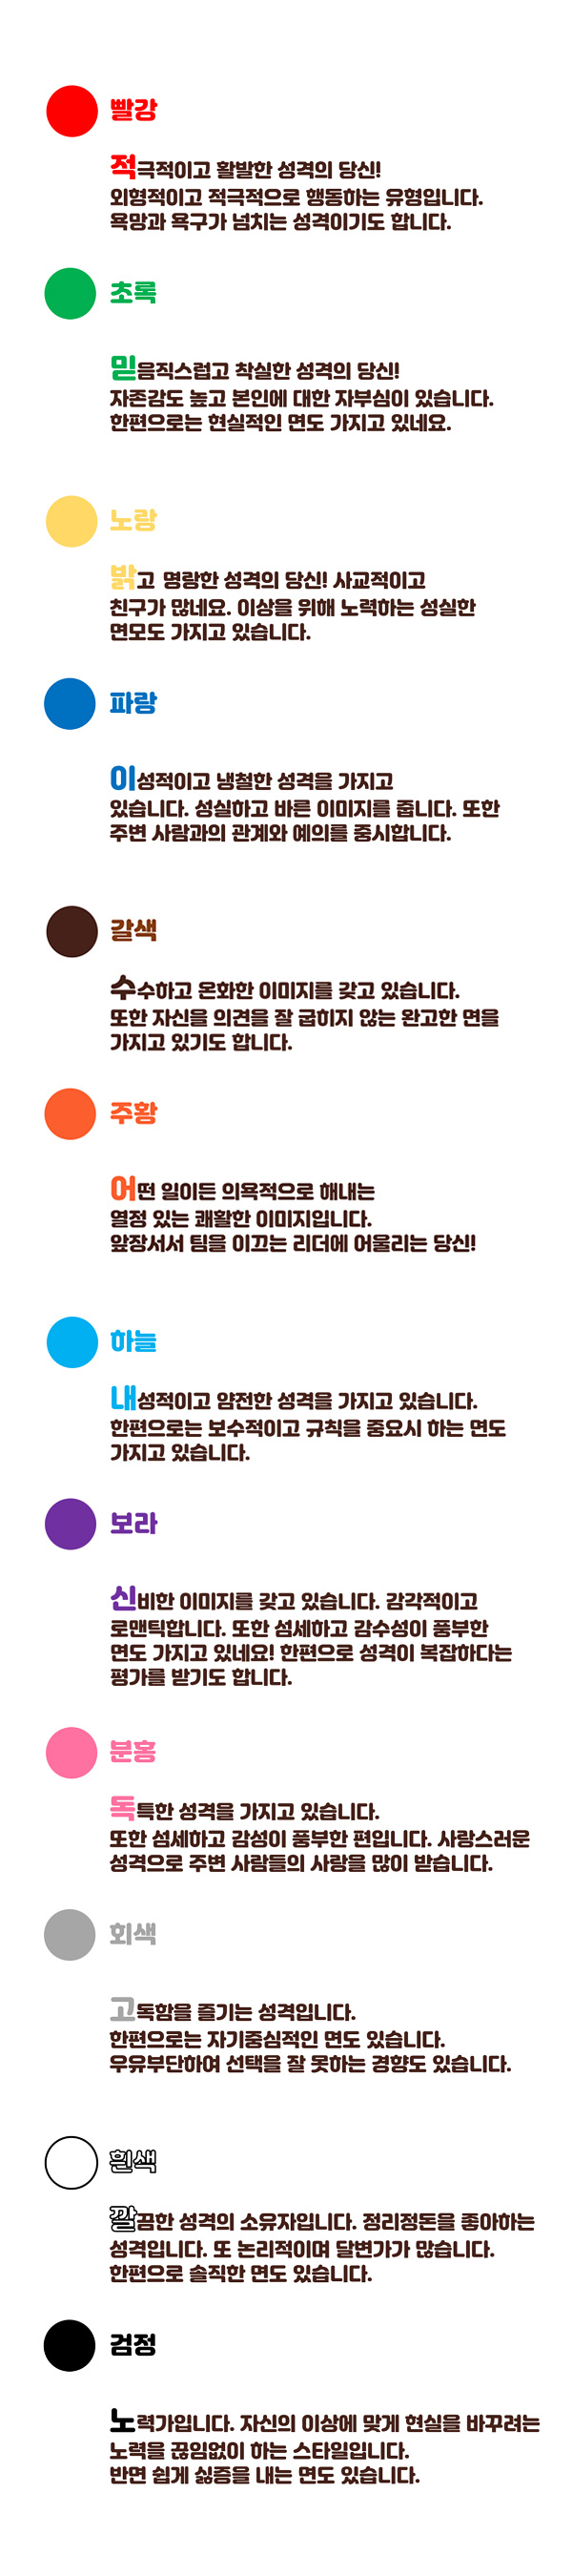 빨강
적극적이고 활발한 성격의 당신!
외형적이고 적극적으로 행동하는 유형입니다.
욕망과 욕구가 넘치는 성격이기도 합니다.
초록
믿음직스럽고 착실한 성격의 당신!
자존감도 높고 본인에 대한 자부심이 있습니다.
한편으로는 현실적인 면도 가지고 있네요.
노랑
밝고 명랑한 성격의 당신! 사교적이고
친구가 많네요. 이상을 위해 노력하는 성실한
면모도 가지고 있습니다.
파랑
이성적이고 냉철한 성격을 가지고
있습니다. 성실하고 바른 이미지를 줍니다. 또한
주변 사람과의 관계와 예의를 중시합니다.
갈색
수수하고 온화한 이미지를 갖고 있습니다.
또한 자신을 의견을 잘 굽히지 않는 완고한 면을
가지고 있기도 합니다.
주황
어떤 일이든 의욕적으로 해내는
열정 있는 쾌활한 이미지입니다.
앞장서서 팀을 이끄는 리더에 어울리는 당신!
하늘
내성적이고 얌전한 성격을 가지고 있습니다.
한편으로는 보수적이고 규칙을 중요시 하는 면도
가지고 있습니다.
보라
신비한 이미지를 갖고 있습니다. 감각적이고
로맨틱합니다. 또한 섬세하고 감수성이 풍부한
면도 가지고 있네요! 한편으로 성격이 복잡하다는
평가를 받기도 합니다.
분홍
독특한 성격을 가지고 있습니다.
또한 섬세하고 감성이 풍부한 편입니다. 사랑스러운
성격으로 주변 사람들의 사랑을 많이 받습니다.
회색
고독함을 즐기는 성격입니다.
한편으로는 자기중심적인 면도 있습니다.
우유부단하여 선택을 잘 못하는 경향도 있습니다.
흰색
깔끔한 성격의 소유자입니다. 정리정돈을 좋아하는
성격입니다. 또 논리적이며 달변가가 많습니다.
한편으로 솔직한 면도 있습니다.
검정
노력가입니다. 자신의 이상에 맞게 현실을 바꾸려는
노력을 끊임없이 하는 스타일입니다.
반면 쉽게 싫증을 내는 면도 있습니다.